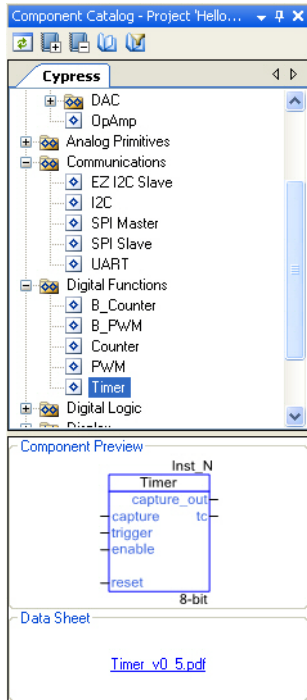 Component Catalog - Project 'Hello...
Cypress
DAC
OpAmp
Analog Primitives
Communications
EZ I2C Slave
I2C
SPI Master
SPI Slave
UART
Digital Functions
B_Counter
B_PWM
Counter
PWM
Timer
Digital Logic
Component Preview
Inst_N
Timer
capture_out
capture tc
trigger
enable
reset
8-bit
Data Sheet
Timer_v0_5.pdf